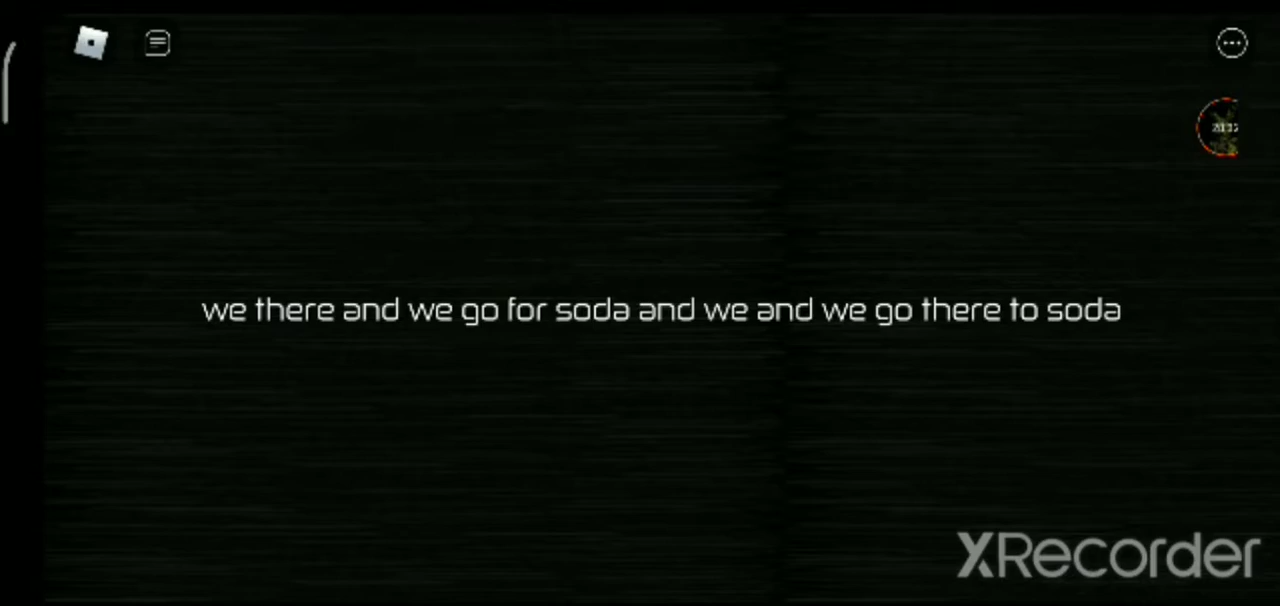 we there and we go for soda and we and we go there to soda
XRecorder